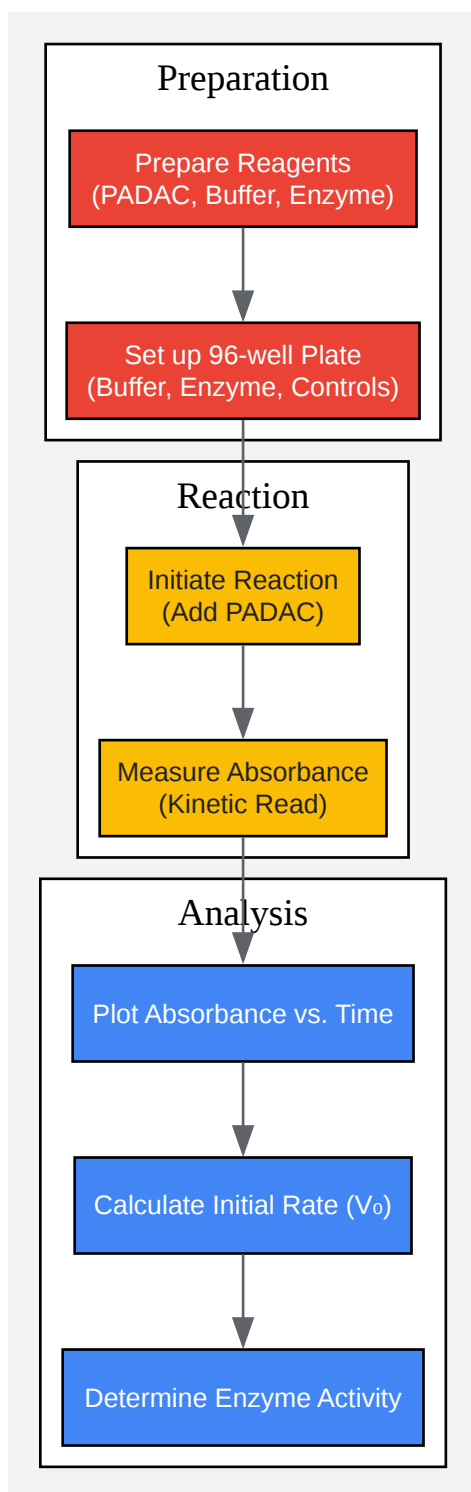 Preparation
Prepare Reagents
(PADAC, Buffer, Enzyme)
Set up 96-well Plate
(Buffer, Enzyme, Controls)
Reaction
Initiate Reaction
(Add PADAC)
Measure Absorbance
(Kinetic Read)
Analysis
Plot Absorbance vs. Time
Calculate Initial Rate (V₀)
Determine Enzyme Activity